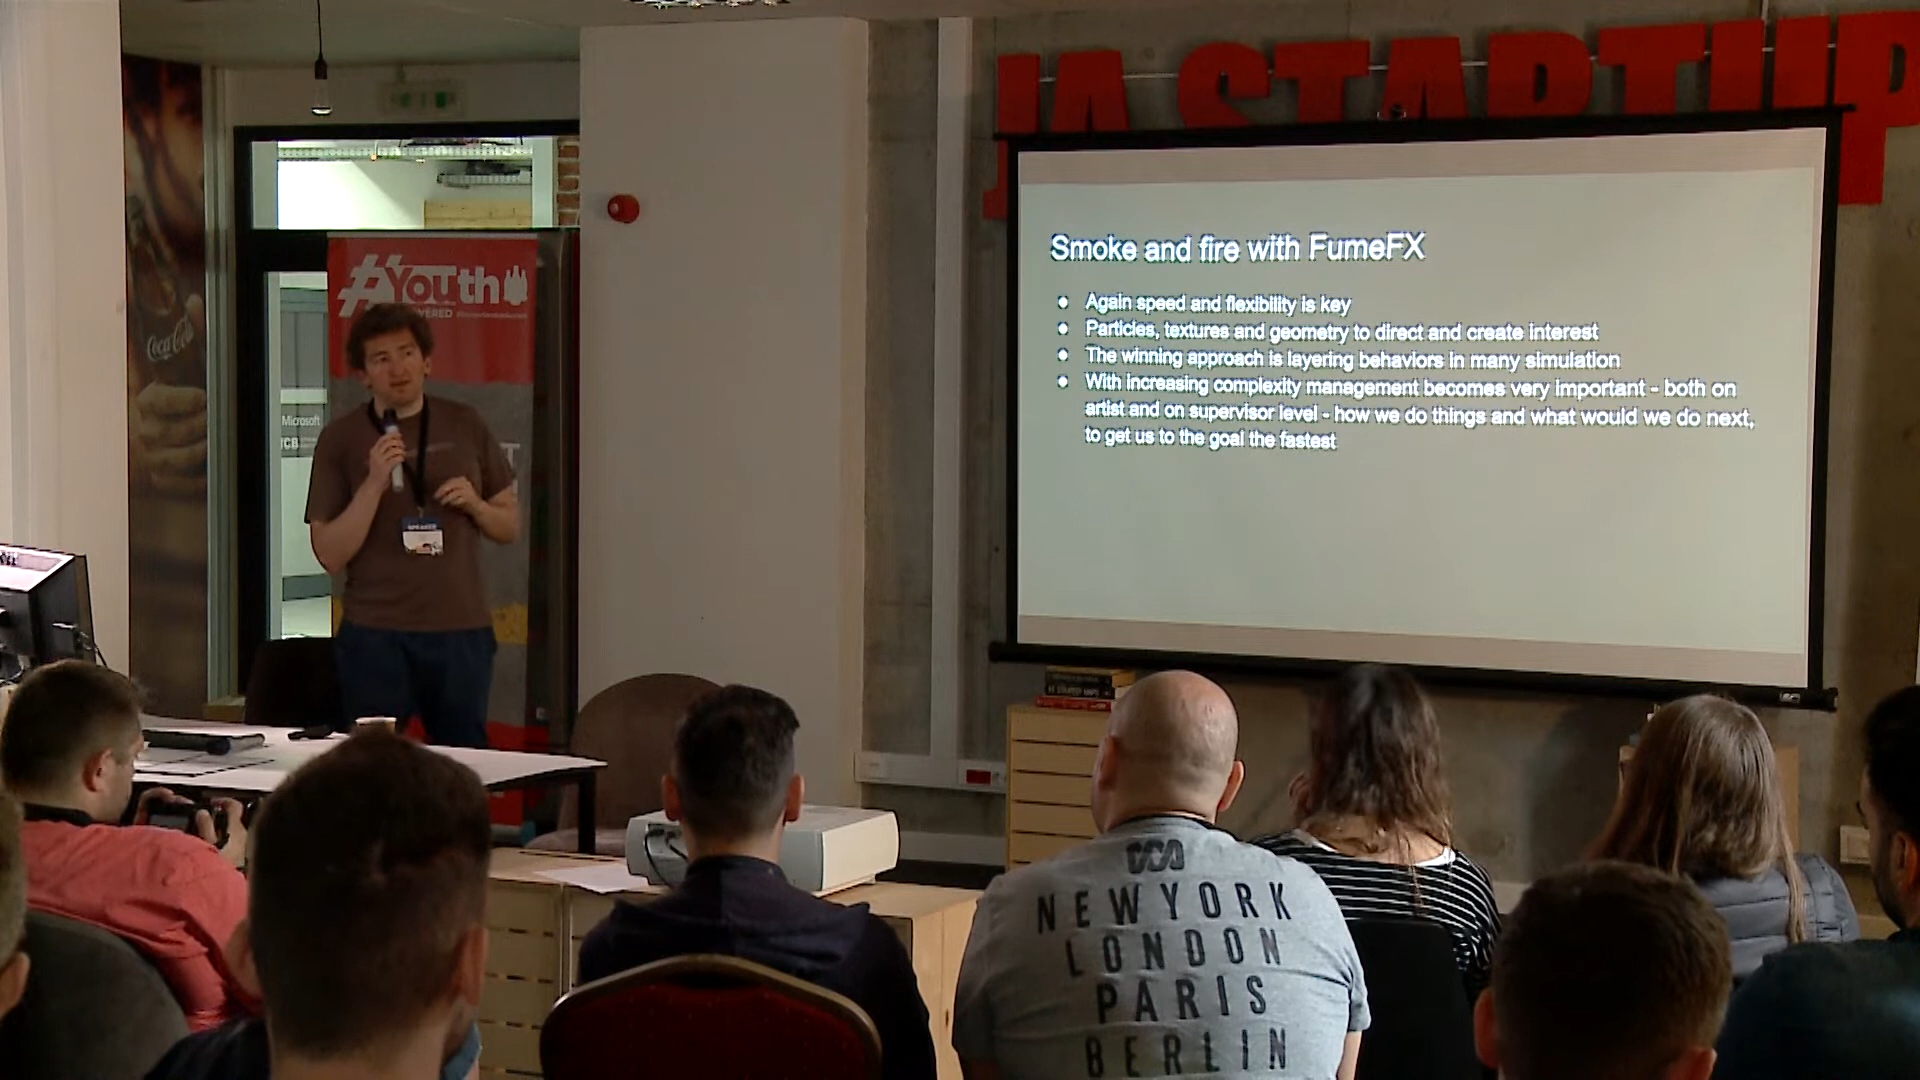 JA STARTUP
Smoke and fire with FumeFX
● Again speed and flexibility is key
● Particles, textures and geometry to direct and create interest
● The winning approach is layering behaviors in many simulation
● With increasing complexity management becomes very important - both on
artist and on supervisor level - how we do things and what would we do next,
to get us to the goal the fastest
#YOUth
Coca-Cola
Microsoft
SPEAKER
NEWYORK
LONDON
PARIS
BERLIN